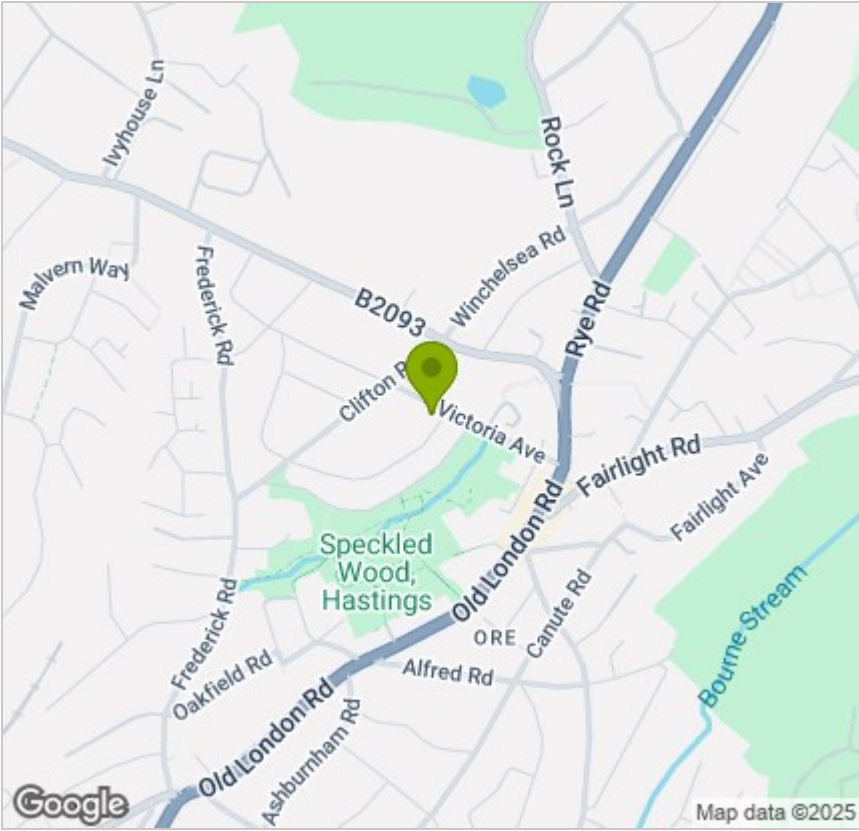 Ivyhouse Ln
Rock Ln
Malvern Way
Frederick Rd
Winchelsea Rd
B2093
Rye Rd
Clifton R
Victoria Ave
Fairlight Rd
Fairlight Ave
Speckled
Wood,
Hastings
Old London Rd
Canute Rd
ORE
Bourne Stream
Frederick Rd
Oakfield Rd
Alfred Rd
Old London Rd
Ashburnham Rd
Google
Map data ©2025